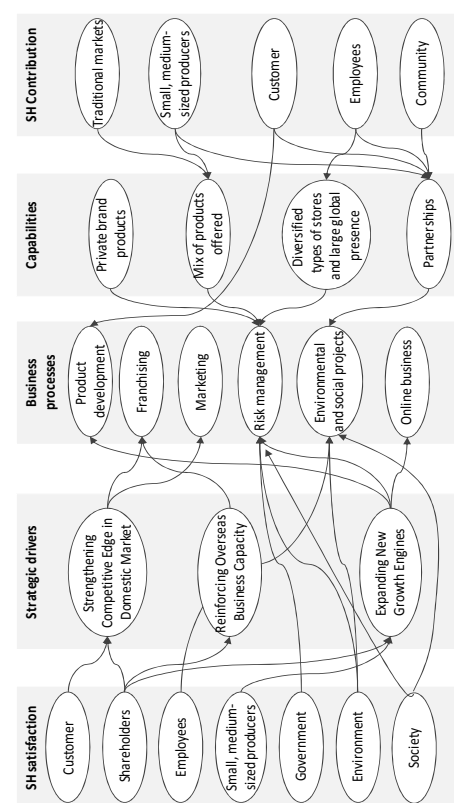 SH Contribution
Traditional markets
Small, medium-
sized producers
Customer
Employees
Community
Capabilities
Private brand
products
Mix of products
offered
Diversified
types of stores
and large global
presence
Partnerships
Business
processes
Product
development
Franchising
Marketing
Risk management
Environmental
and social projects
Online business
Strategic drivers
Strengthening
Competitive Edge in
Domestic Market
Reinforcing Overseas
Business Capacity
Expanding New
Growth Engines
SH satisfaction
Customer
Shareholders
Employees
Small, medium-
sized producers
Government
Environment
Society